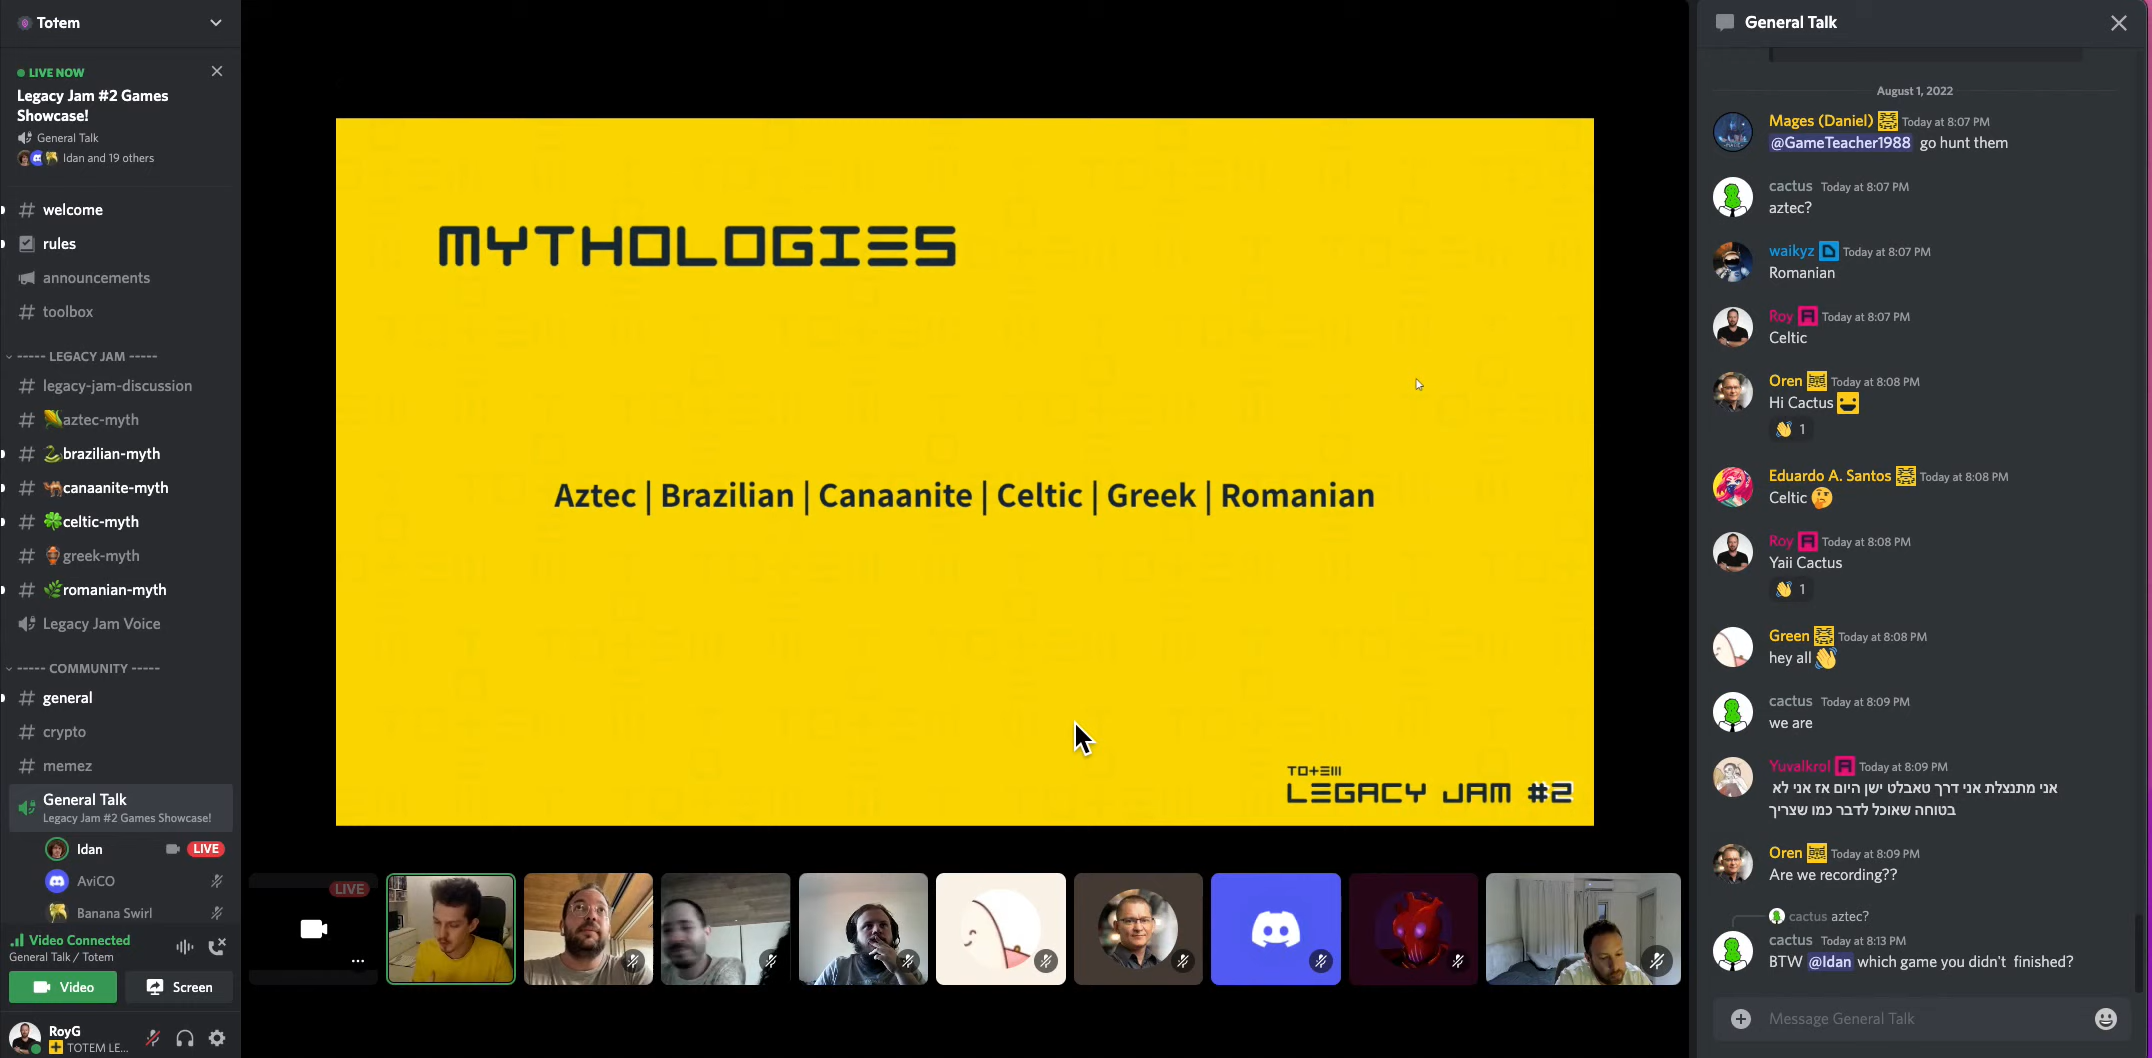 Totem
LIVE NOW
Legacy Jam #2 Games
Showcase!
General Talk
Idan and 19 others
welcome
rules
announcements
toolbox
----- LEGACY JAM -----
legacy-jam-discussion
aztec-myth
brazilian-myth
canaanite-myth
celtic-myth
greek-myth
romanian-myth
Legacy Jam Voice
----- COMMUNITY -----
general
crypto
memez
General Talk
Legacy Jam #2 Games Showcase!
Idan LIVE
AviCO
Banana Swirl
Video Connected
General Talk / Totem
Video Screen
RoyG
TOTEM LE...
MYTHOLOGIES
Aztec | Brazilian | Canaanite | Celtic | Greek | Romanian
TOTEM
LEGACY JAM #2
LIVE
General Talk
August 1, 2022
Mages (Daniel) Today at 8:07 PM
@GameTeacher1988 go hunt them
cactus Today at 8:07 PM
aztec?
waikyz Today at 8:07 PM
Romanian
Roy Today at 8:07 PM
Celtic
Oren Today at 8:08 PM
Hi Cactus
1
Eduardo A. Santos Today at 8:08 PM
Celtic
Roy Today at 8:08 PM
Yaii Cactus
1
Green Today at 8:08 PM
hey all
cactus Today at 8:09 PM
we are
Yuvalkrol Today at 8:09 PM
אני מתנצלת אני דרך טאבלט ישן היום אז אני לא
בטוחה שאוכל לדבר כמו שצריך
Oren Today at 8:09 PM
Are we recording??
cactus aztec?
cactus Today at 8:13 PM
BTW @Idan which game you didn't finished?
Message General Talk